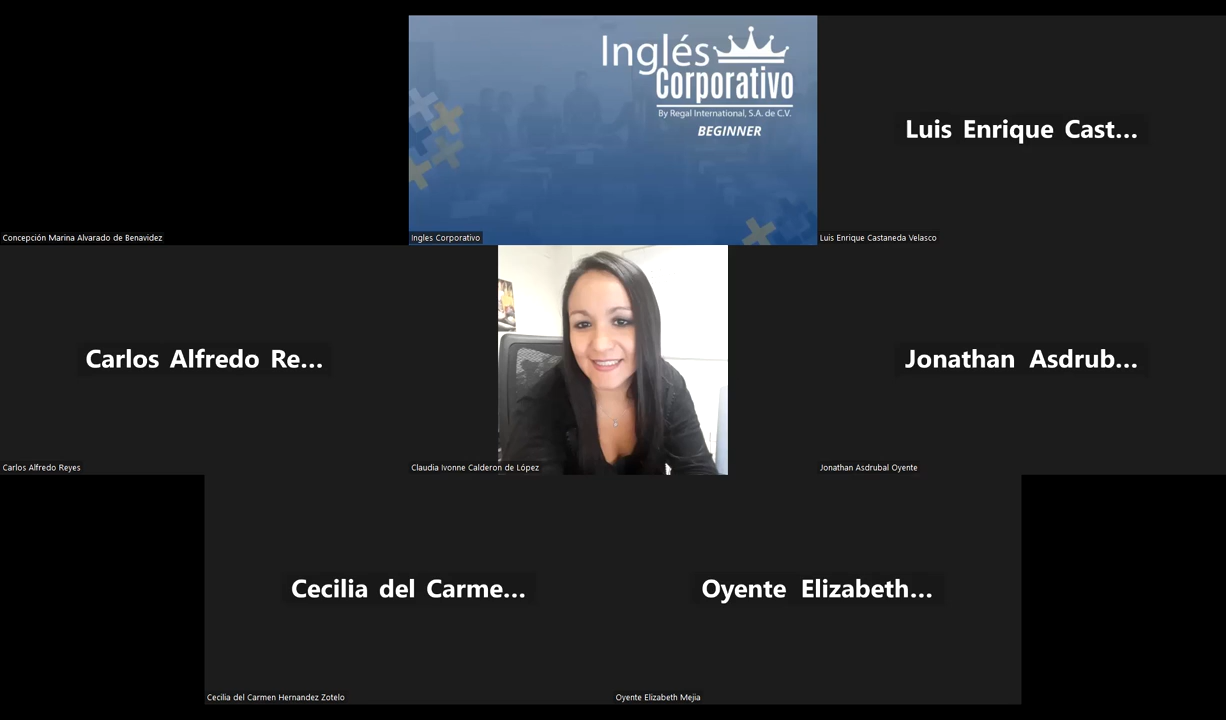 Inglés
Corporativo
By Regal International, S.A. de C.V.
BEGINNER
Luis Enrique Cast...
Concepción Marina Alvarado de Benavidez
Ingles Corporativo
Luis Enrique Castaneda Velasco
Carlos Alfredo Re...
Jonathan Asdrub...
Carlos Alfredo Reyes
Claudia Ivonne Calderon de López
Jonathan Asdrubal Oyente
Cecilia del Carme...
Oyente Elizabeth...
Cecilia del Carmen Hernandez Zotelo
Oyente Elizabeth Mejia